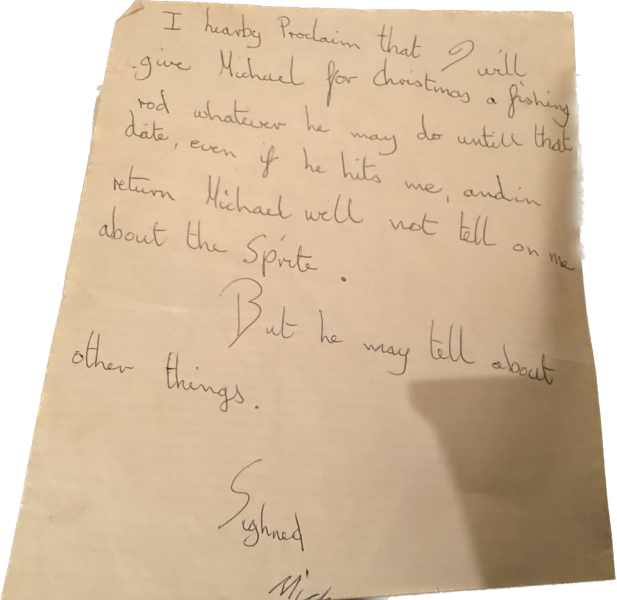 I hearby Proclaim that I will
give Michael for christmas a fishing
rod whatever he may do untill that
date, even if he hits me, and in
return Michael will not tell on me
about the Sprite.
But he may tell about
other things.
Sighned
Mich